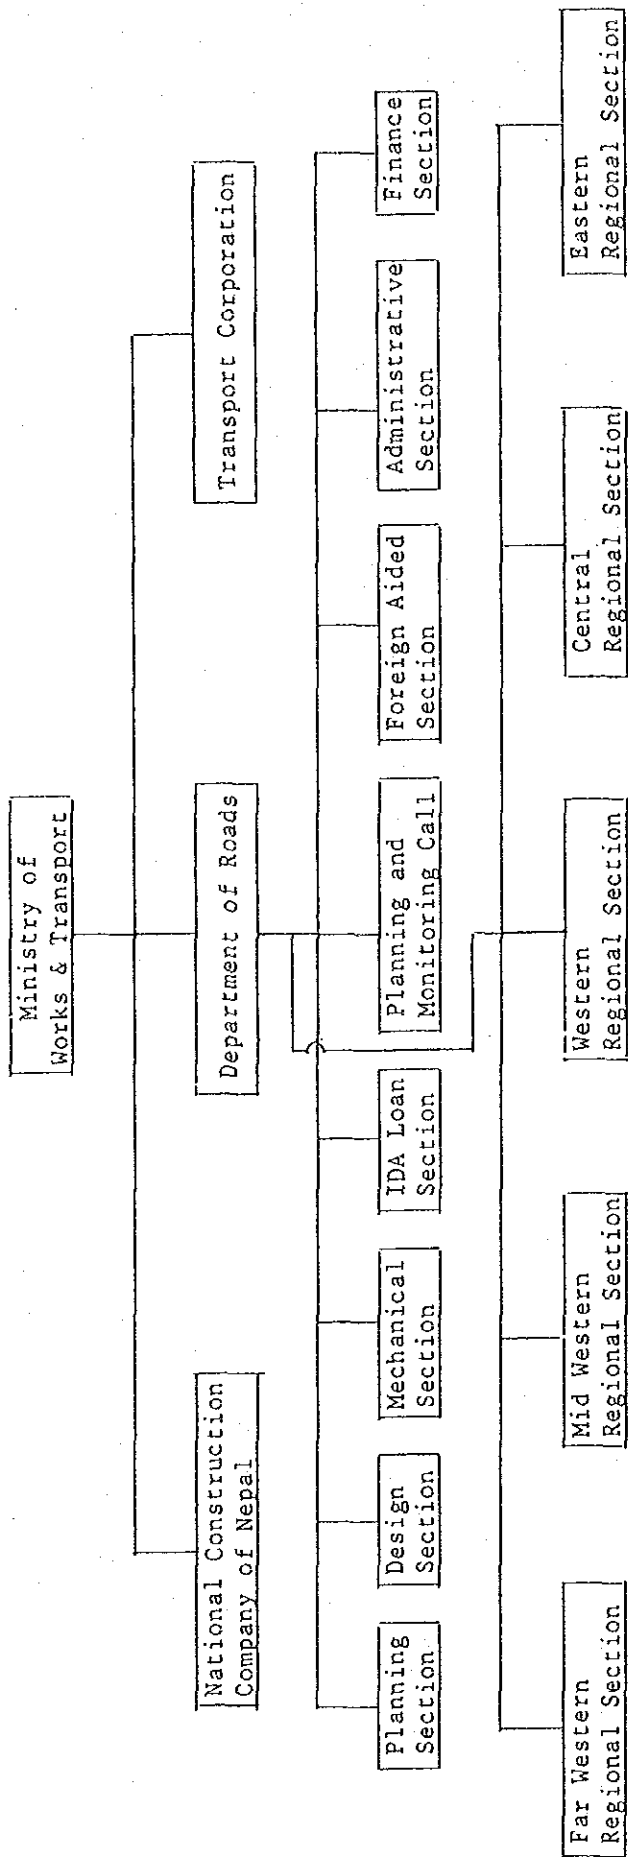 Ministry of
Works & Transport
National Construction
Company of Nepal
Department of Roads
Transport Corporation
Planning
Section
Design
Section
Mechanical
Section
IDA Loan
Section
Planning and
Monitoring Call
Foreign Aided
Section
Administrative
Section
Finance
Section
Far Western
Regional Section
Mid Western
Regional Section
Western
Regional Section
Central
Regional Section
Eastern
Regional Section